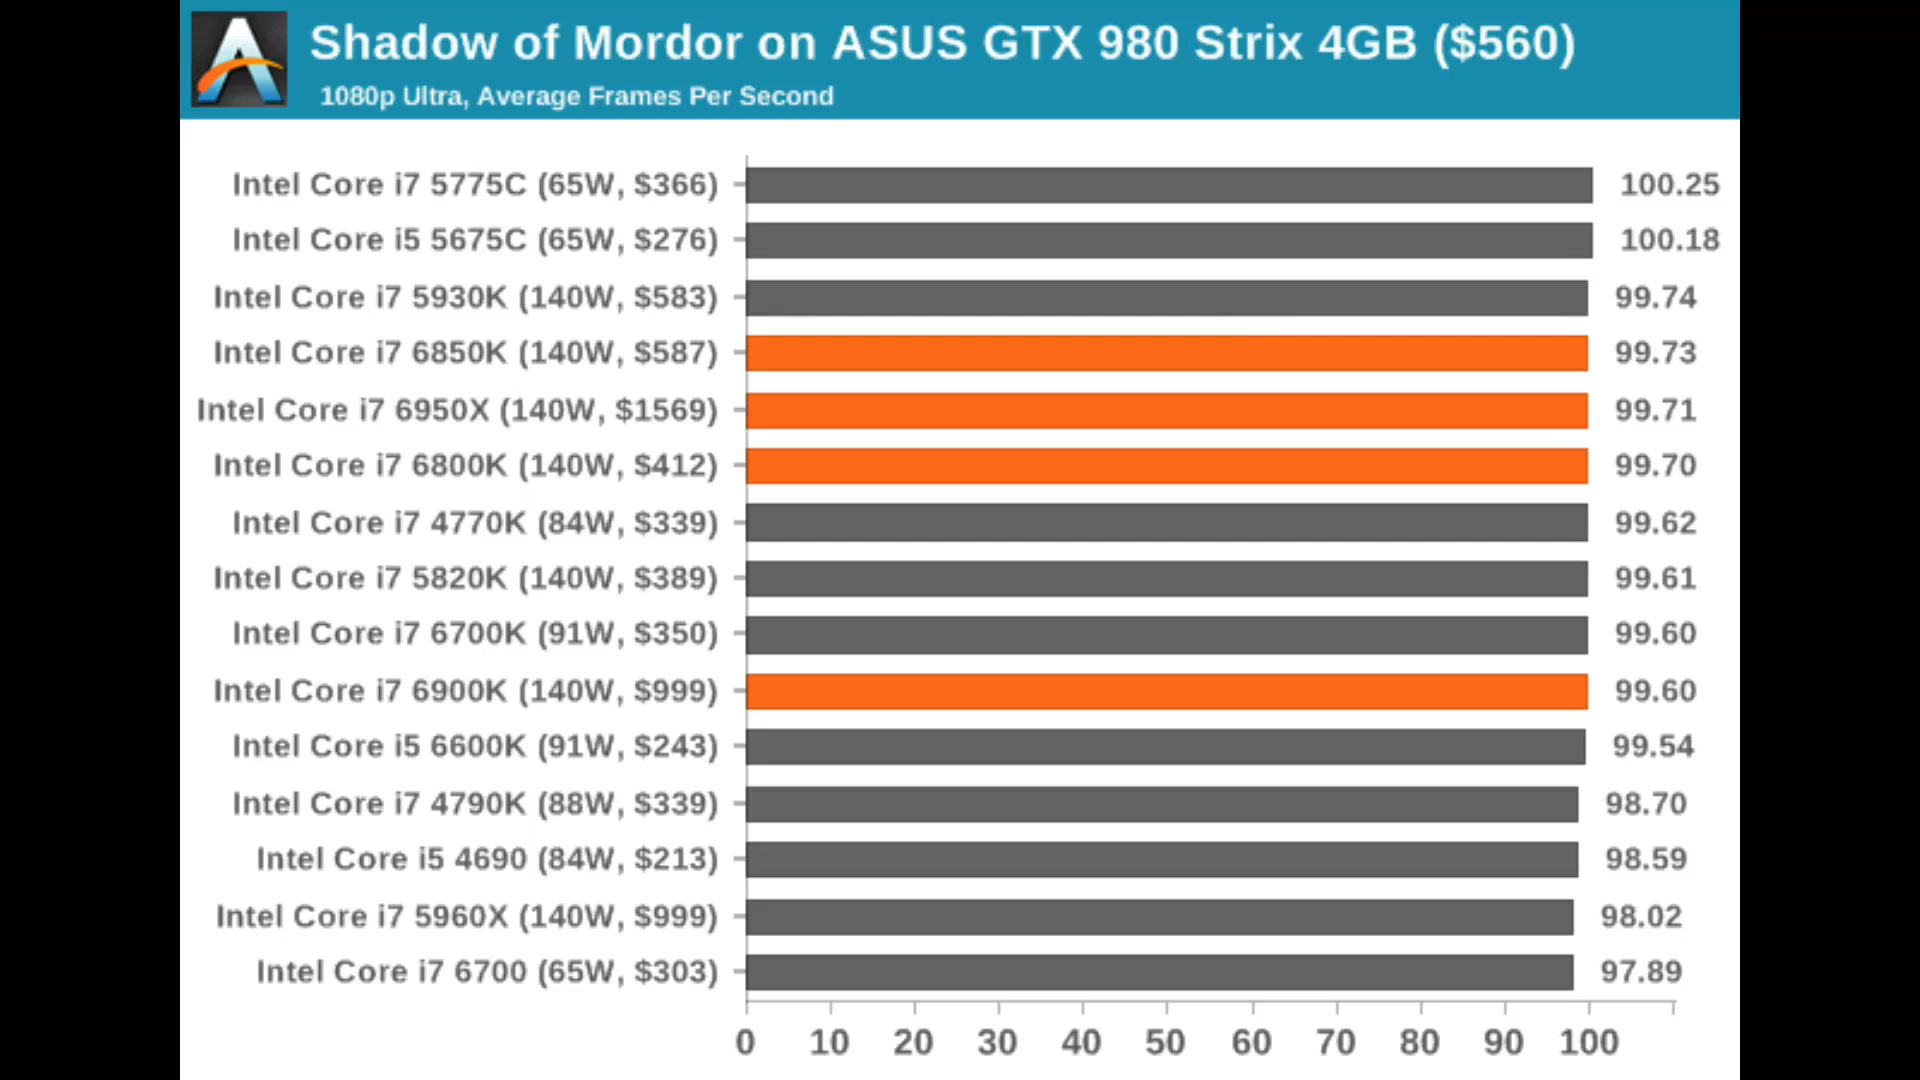 Shadow of Mordor on ASUS GTX 980 Strix 4GB ($560)
1080p Ultra, Average Frames Per Second
Intel Core i7 5775C (65W, $366) 100.25
Intel Core i5 5675C (65W, $276) 100.18
Intel Core i7 5930K (140W, $583) 99.74
Intel Core i7 6850K (140W, $587) 99.73
Intel Core i7 6950X (140W, $1569) 99.71
Intel Core i7 6800K (140W, $412) 99.70
Intel Core i7 4770K (84W, $339) 99.62
Intel Core i7 5820K (140W, $389) 99.61
Intel Core i7 6700K (91W, $350) 99.60
Intel Core i7 6900K (140W, $999) 99.60
Intel Core i5 6600K (91W, $243) 99.54
Intel Core i7 4790K (88W, $339) 98.70
Intel Core i5 4690 (84W, $213) 98.59
Intel Core i7 5960X (140W, $999) 98.02
Intel Core i7 6700 (65W, $303) 97.89
0 10 20 30 40 50 60 70 80 90 100